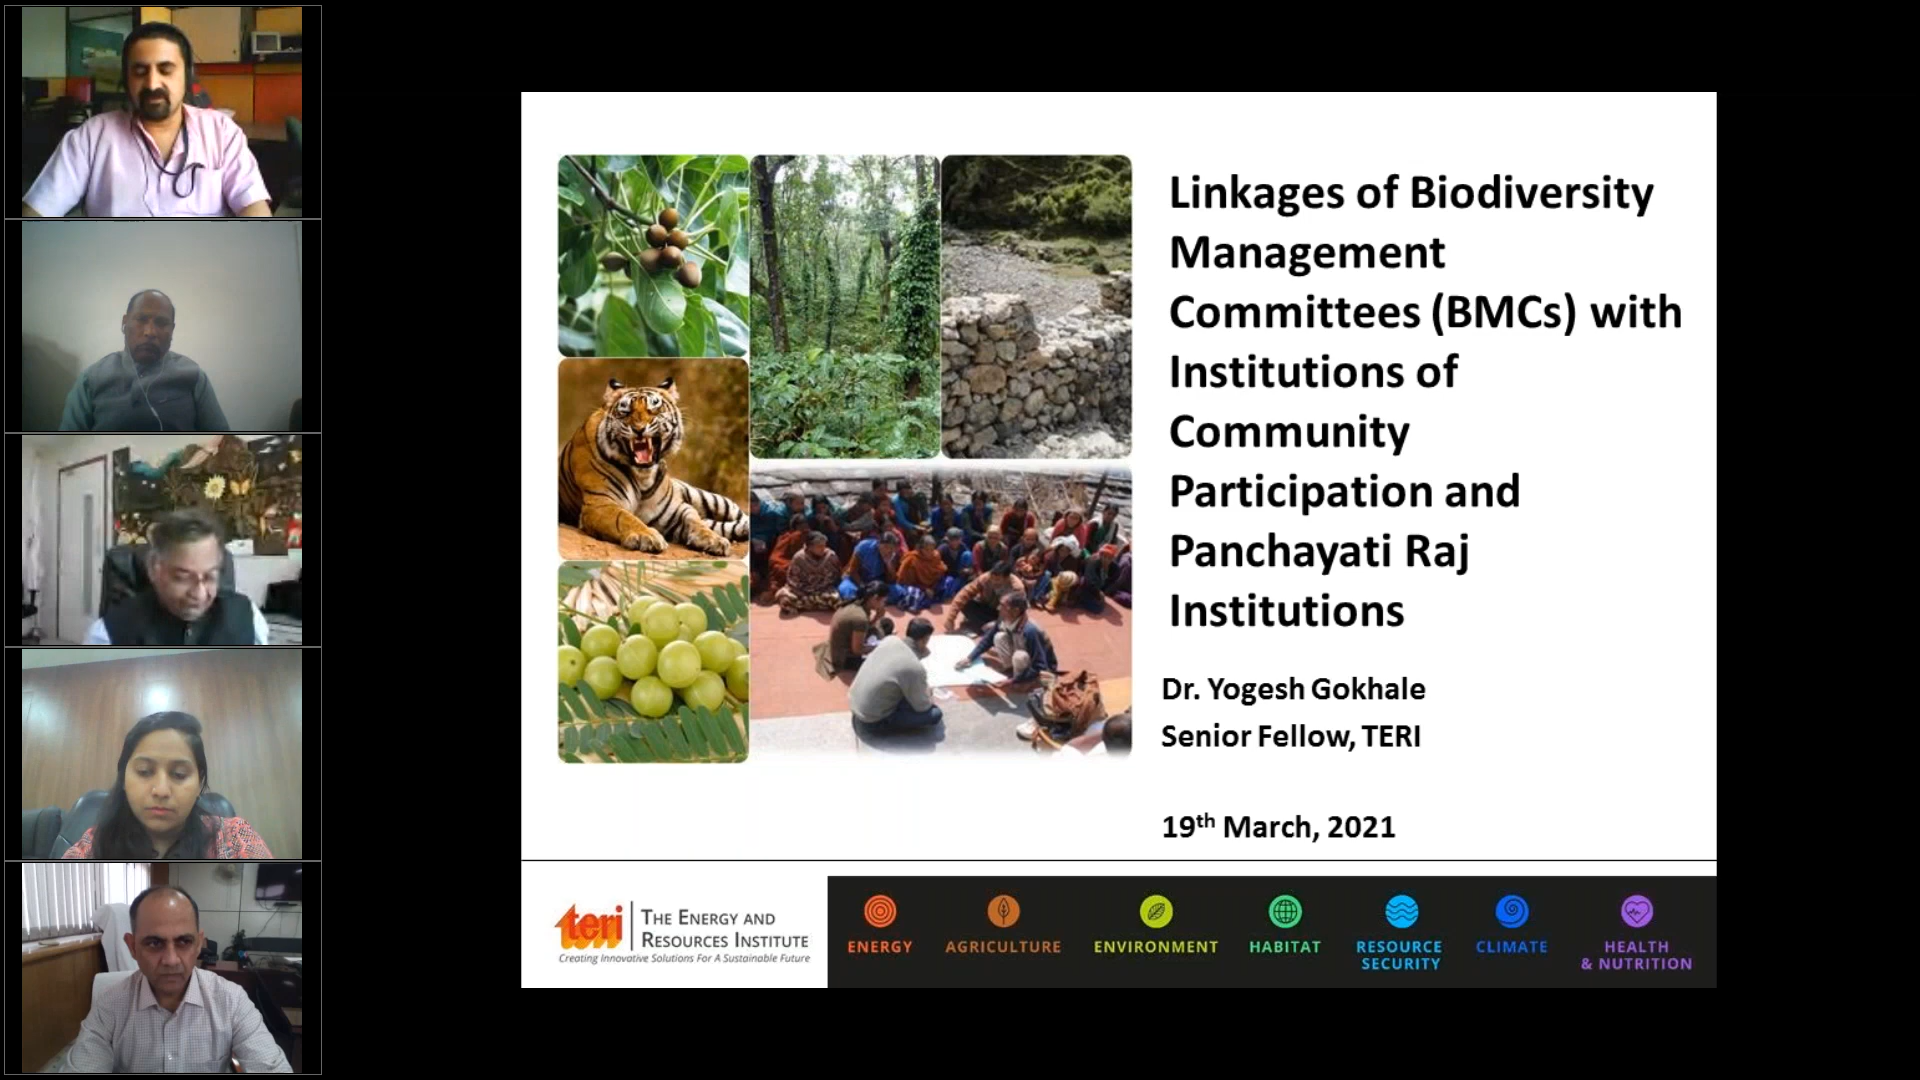 Linkages of Biodiversity
Management
Committees (BMCs) with
Institutions of
Community
Participation and
Panchayati Raj
Institutions
Dr. Yogesh Gokhale
Senior Fellow, TERI
19th March, 2021
teri
THE ENERGY AND
RESOURCES INSTITUTE
Creating Innovative Solutions For A Sustainable Future
ENERGY
AGRICULTURE
ENVIRONMENT
HABITAT
RESOURCE
SECURITY
CLIMATE
HEALTH
& NUTRITION